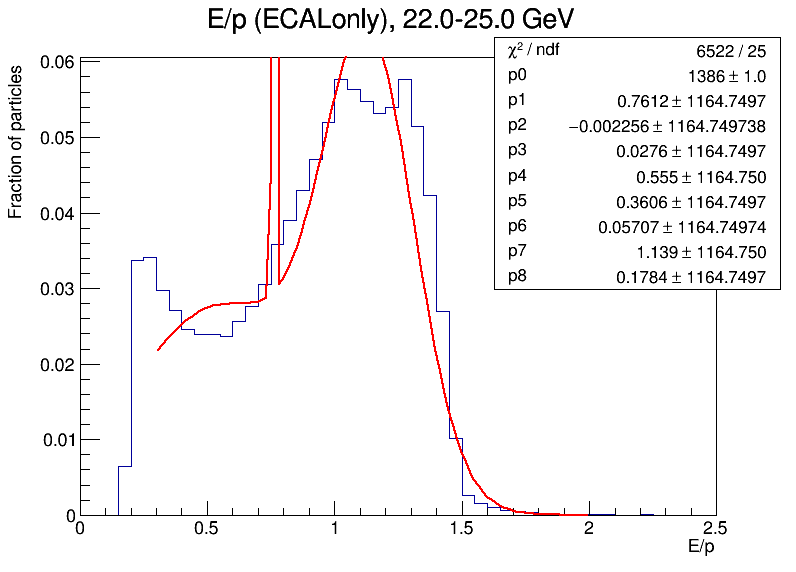 E/p (ECALonly), 22.0-25.0 GeV
χ² / ndf 6522 / 25
p0 1386 ± 1.0
p1 0.7612 ± 1164.7497
p2 −0.002256 ± 1164.749738
p3 0.0276 ± 1164.7497
p4 0.555 ± 1164.750
p5 0.3606 ± 1164.7497
p6 0.05707 ± 1164.74974
p7 1.139 ± 1164.750
p8 0.1784 ± 1164.7497
Fraction of particles
0.06
0.05
0.04
0.03
0.02
0.01
0
0 0.5 1 1.5 2 2.5
E/p